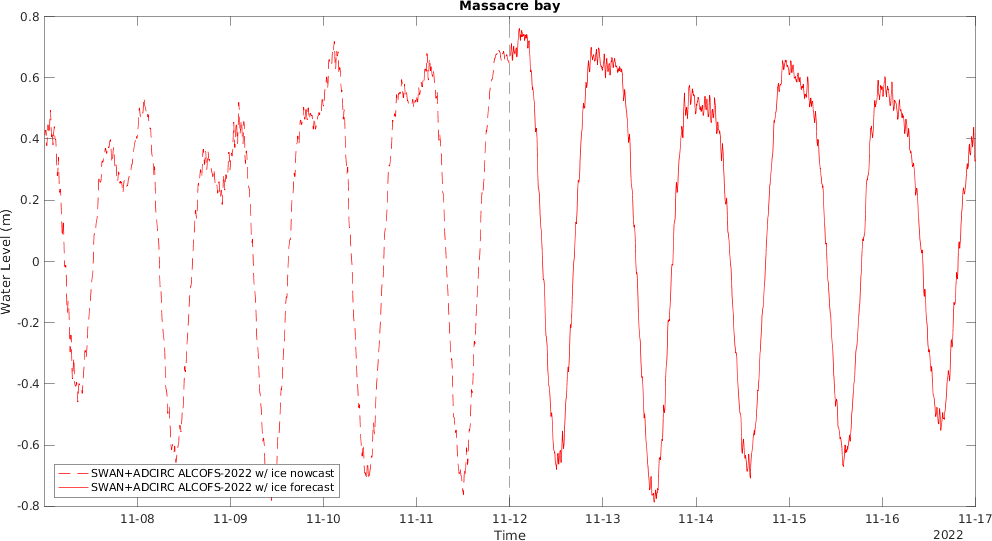 Massacre bay
0.8
0.6
0.4
0.2
0
-0.2
-0.4
-0.6
-0.8
Water Level (m)
SWAN+ADCIRC ALCOFS-2022 w/ ice nowcast
SWAN+ADCIRC ALCOFS-2022 w/ ice forecast
11-08 11-09 11-10 11-11 11-12 11-13 11-14 11-15 11-16 11-17
Time
2022